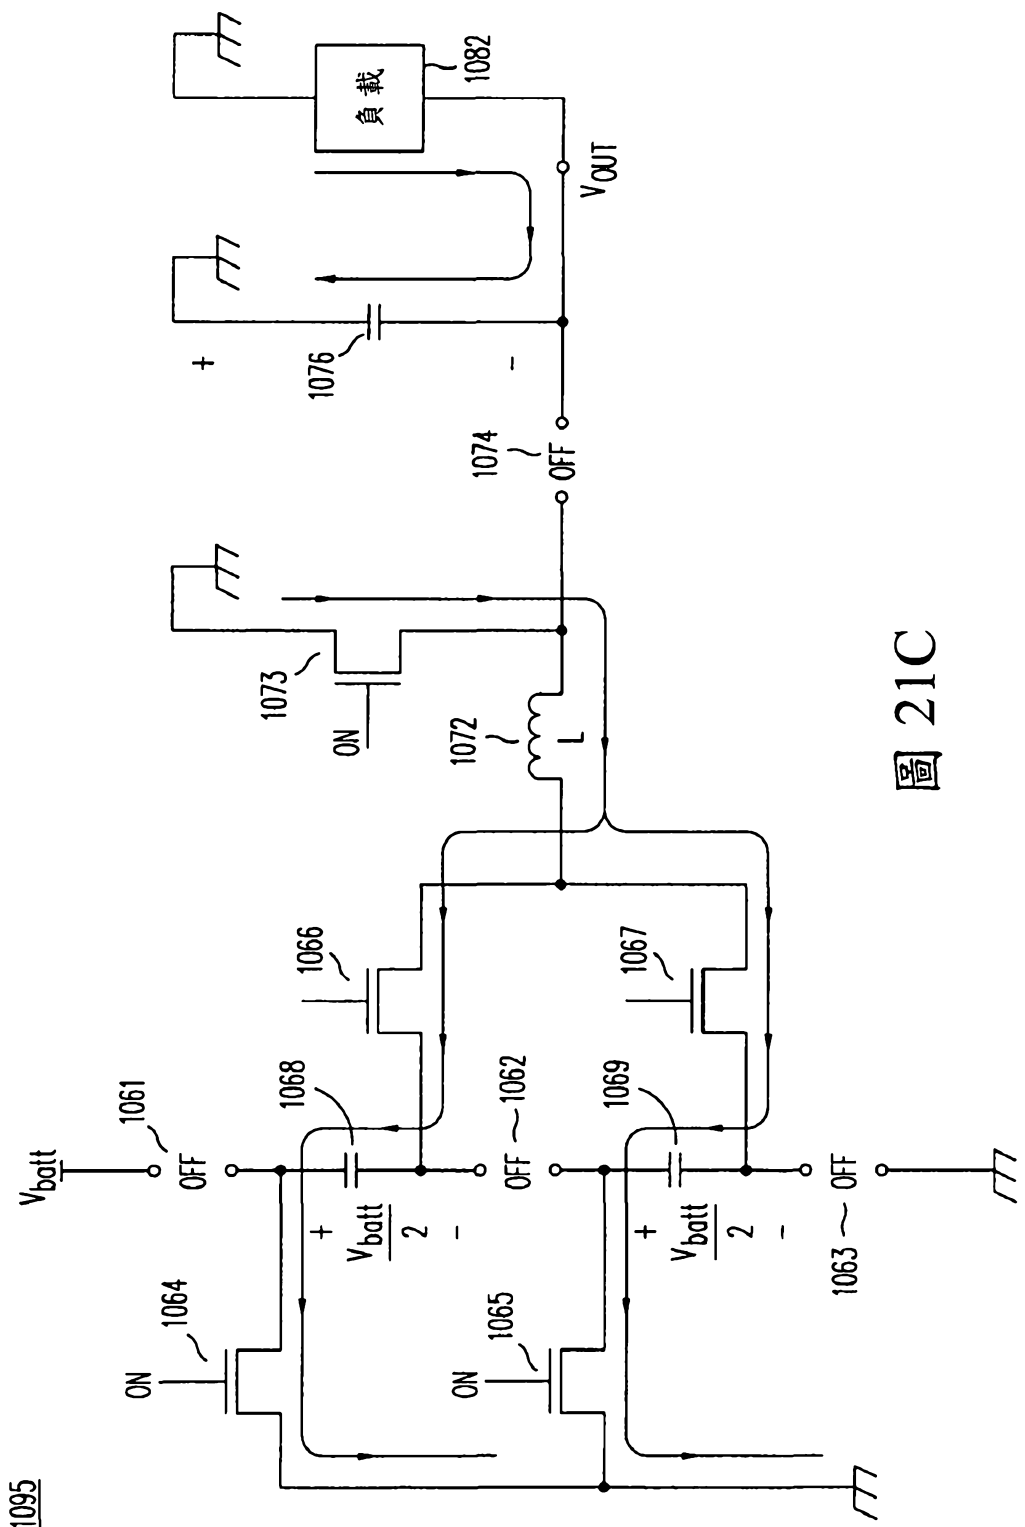 1095
V_batt
1061
OFF
1064
ON
1068
+
V_batt
2
-
1066
1062
OFF
1065
ON
1069
+
V_batt
2
-
1067
1063
OFF
1072
L
1073
ON
1074
OFF
1076
+
-
V_OUT
1082
負載
圖 21C